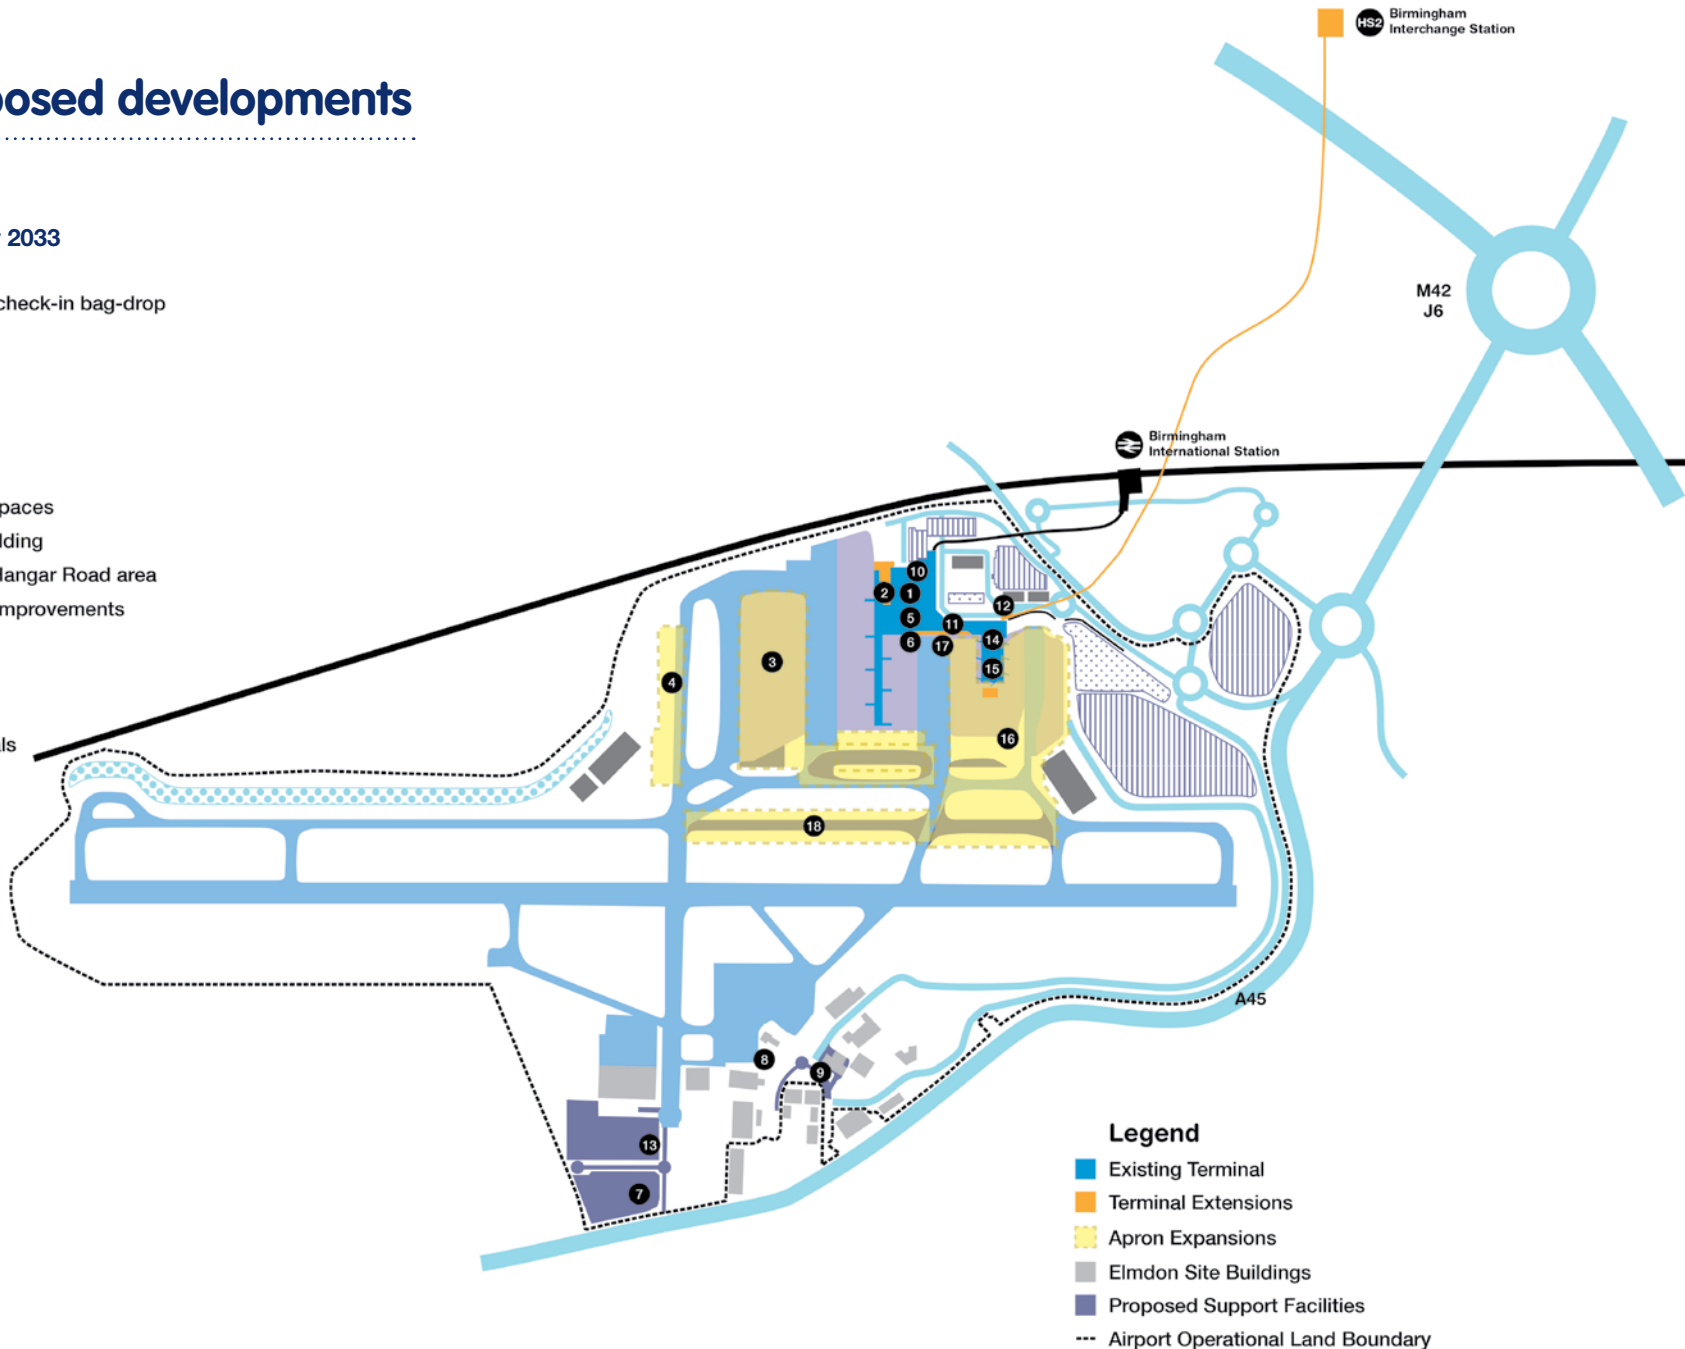 posed developments
2033
check-in bag-drop
paces
lding
Hangar Road area
mprovements
ls
HS2
Birmingham
Interchange Station
M42
J6
Birmingham
International Station
10
2
1
5
6
11
12
17
14
15
3
4
16
18
A45
8
9
13
7
Legend
Existing Terminal
Terminal Extensions
Apron Expansions
Elmdon Site Buildings
Proposed Support Facilities
Airport Operational Land Boundary